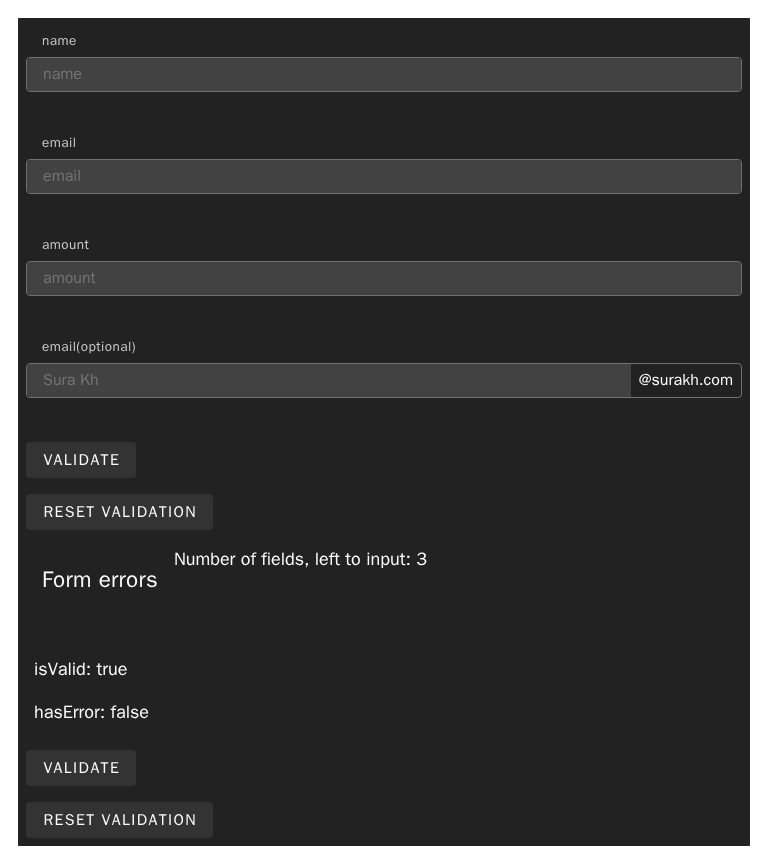 name
name
email
email
amount
amount
email(optional)
Sura Kh @surakh.com
VALIDATE
RESET VALIDATION
Number of fields, left to input: 3
Form errors
isValid: true
hasError: false
VALIDATE
RESET VALIDATION